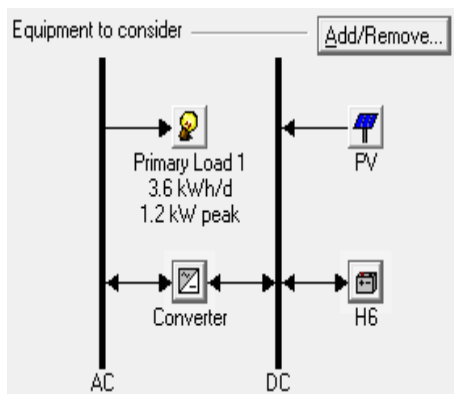 Equipment to consider
Add/Remove...
Primary Load 1
3.6 kWh/d
1.2 kW peak
PV
Converter
H6
AC
DC